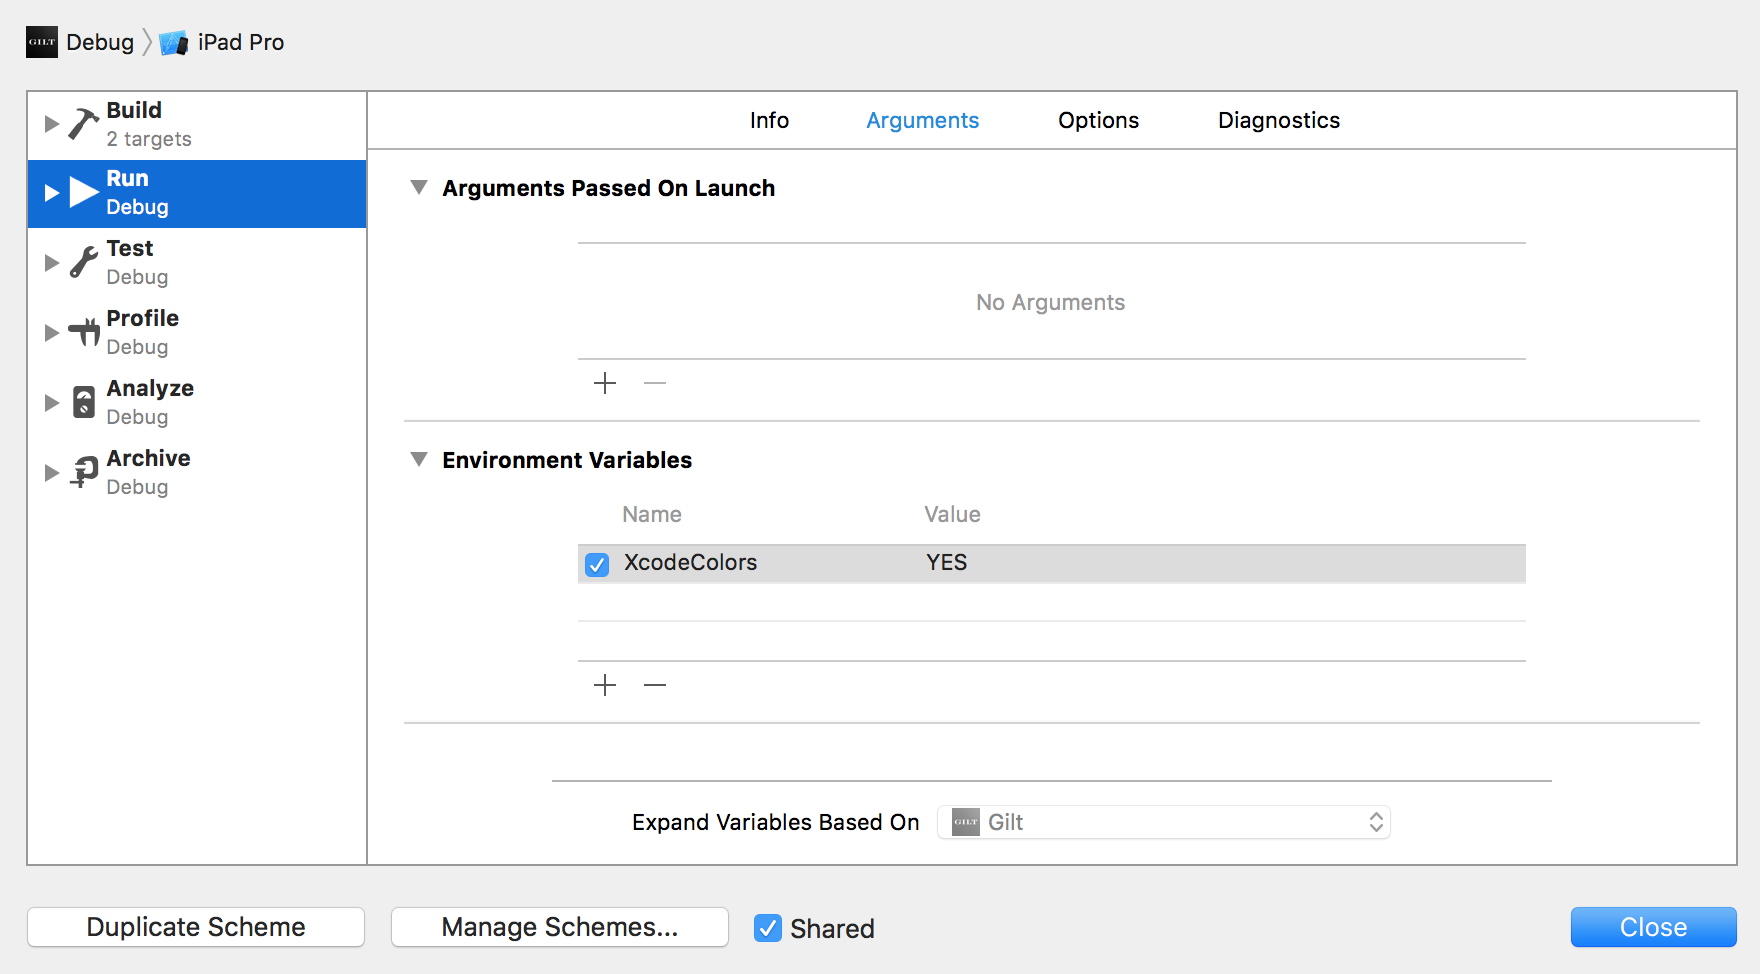 GILT Debug iPad Pro
Build
2 targets
Run
Debug
Test
Debug
Profile
Debug
Analyze
Debug
Archive
Debug
Info Arguments Options Diagnostics
Arguments Passed On Launch
No Arguments
Environment Variables
Name Value
XcodeColors YES
Expand Variables Based On GILT Gilt
Duplicate Scheme Manage Schemes... Shared Close